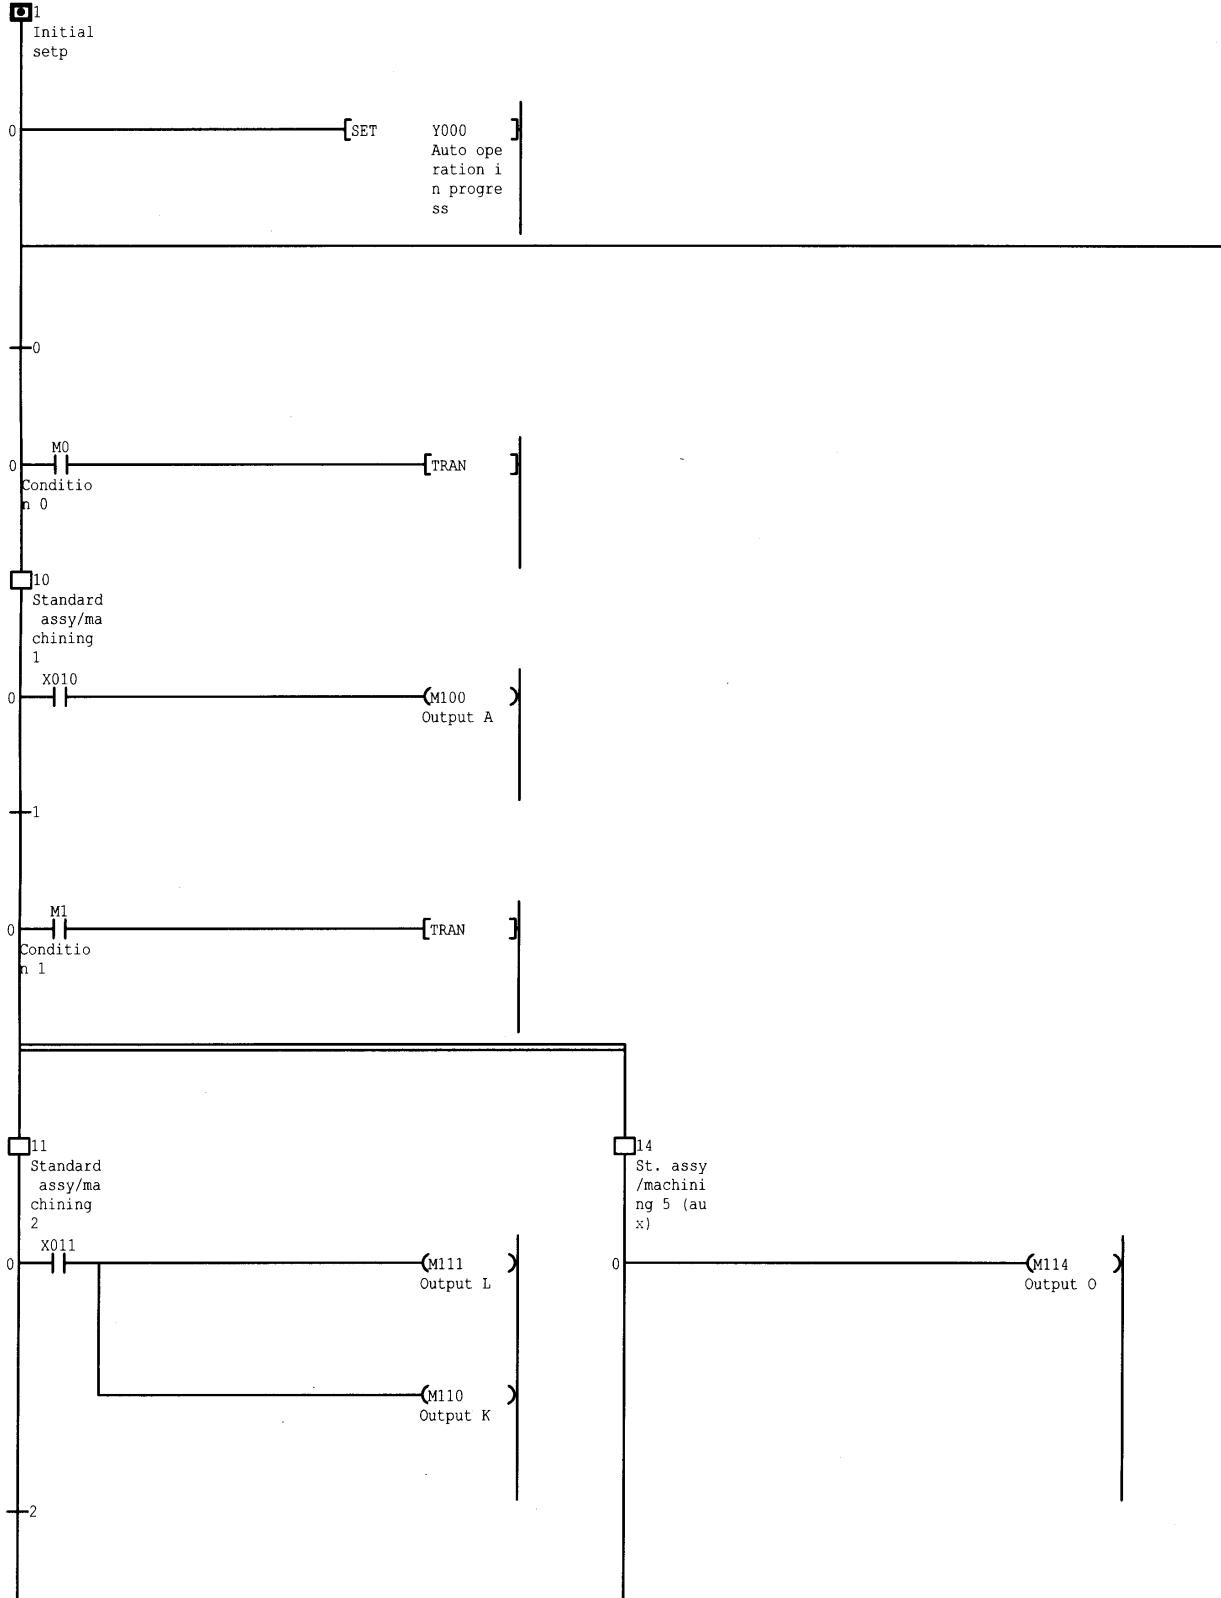 1
Initial
setp
0
SET Y000
Auto ope
ration i
n progre
ss
0
M0
0
TRAN
Conditio
n 0
10
Standard
assy/ma
chining
1
X010
0
M100
Output A
1
M1
0
TRAN
Conditio
n 1
11
Standard
assy/ma
chining
2
X011
0
M111
Output L
M110
Output K
2
14
St. assy
/machini
ng 5 (au
x)
0
M114
Output O